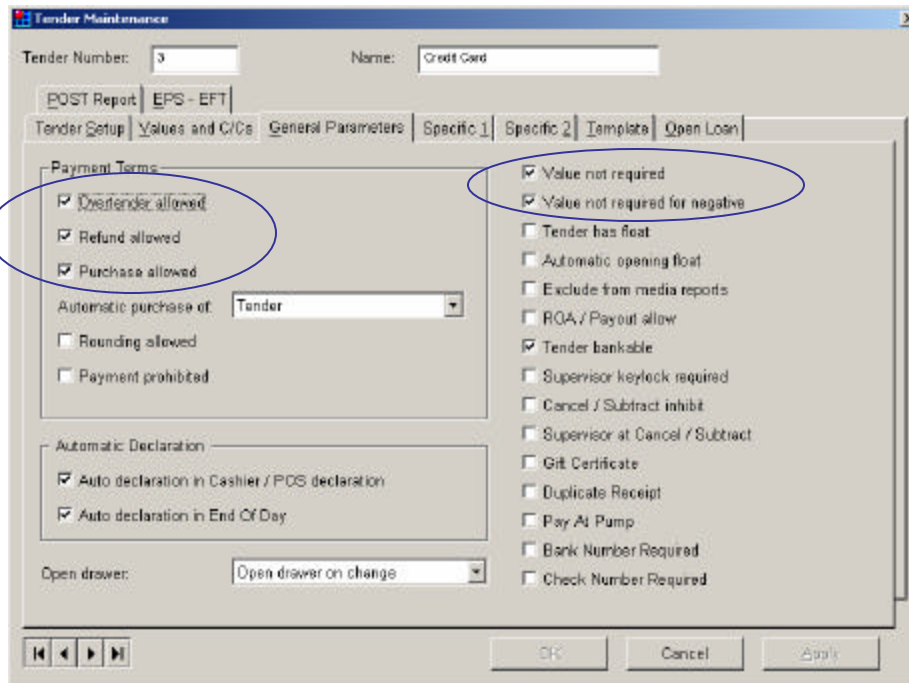 Tender Maintenance
Tender Number: 3 Name: Credit Card
POST Report EPS - EFT
Tender Setup Values and C/Cs General Parameters Specific 1 Specific 2 Template Open Loan
Payment Terms
Overtender allowed
Refund allowed
Purchase allowed
Automatic purchase of: Tender
Rounding allowed
Payment prohibited
Automatic Declaration
Auto declaration in Cashier / POS declaration
Auto declaration in End Of Day
Open drawer: Open drawer on change
Value not required
Value not required for negative
Tender has float
Automatic opening float
Exclude from media reports
ROA / Payout allow
Tender bankable
Supervisor keylock required
Cancel / Subtract inhibit
Supervisor at Cancel / Subtract
Gift Certificate
Duplicate Receipt
Pay At Pump
Bank Number Required
Check Number Required
OK Cancel Apply